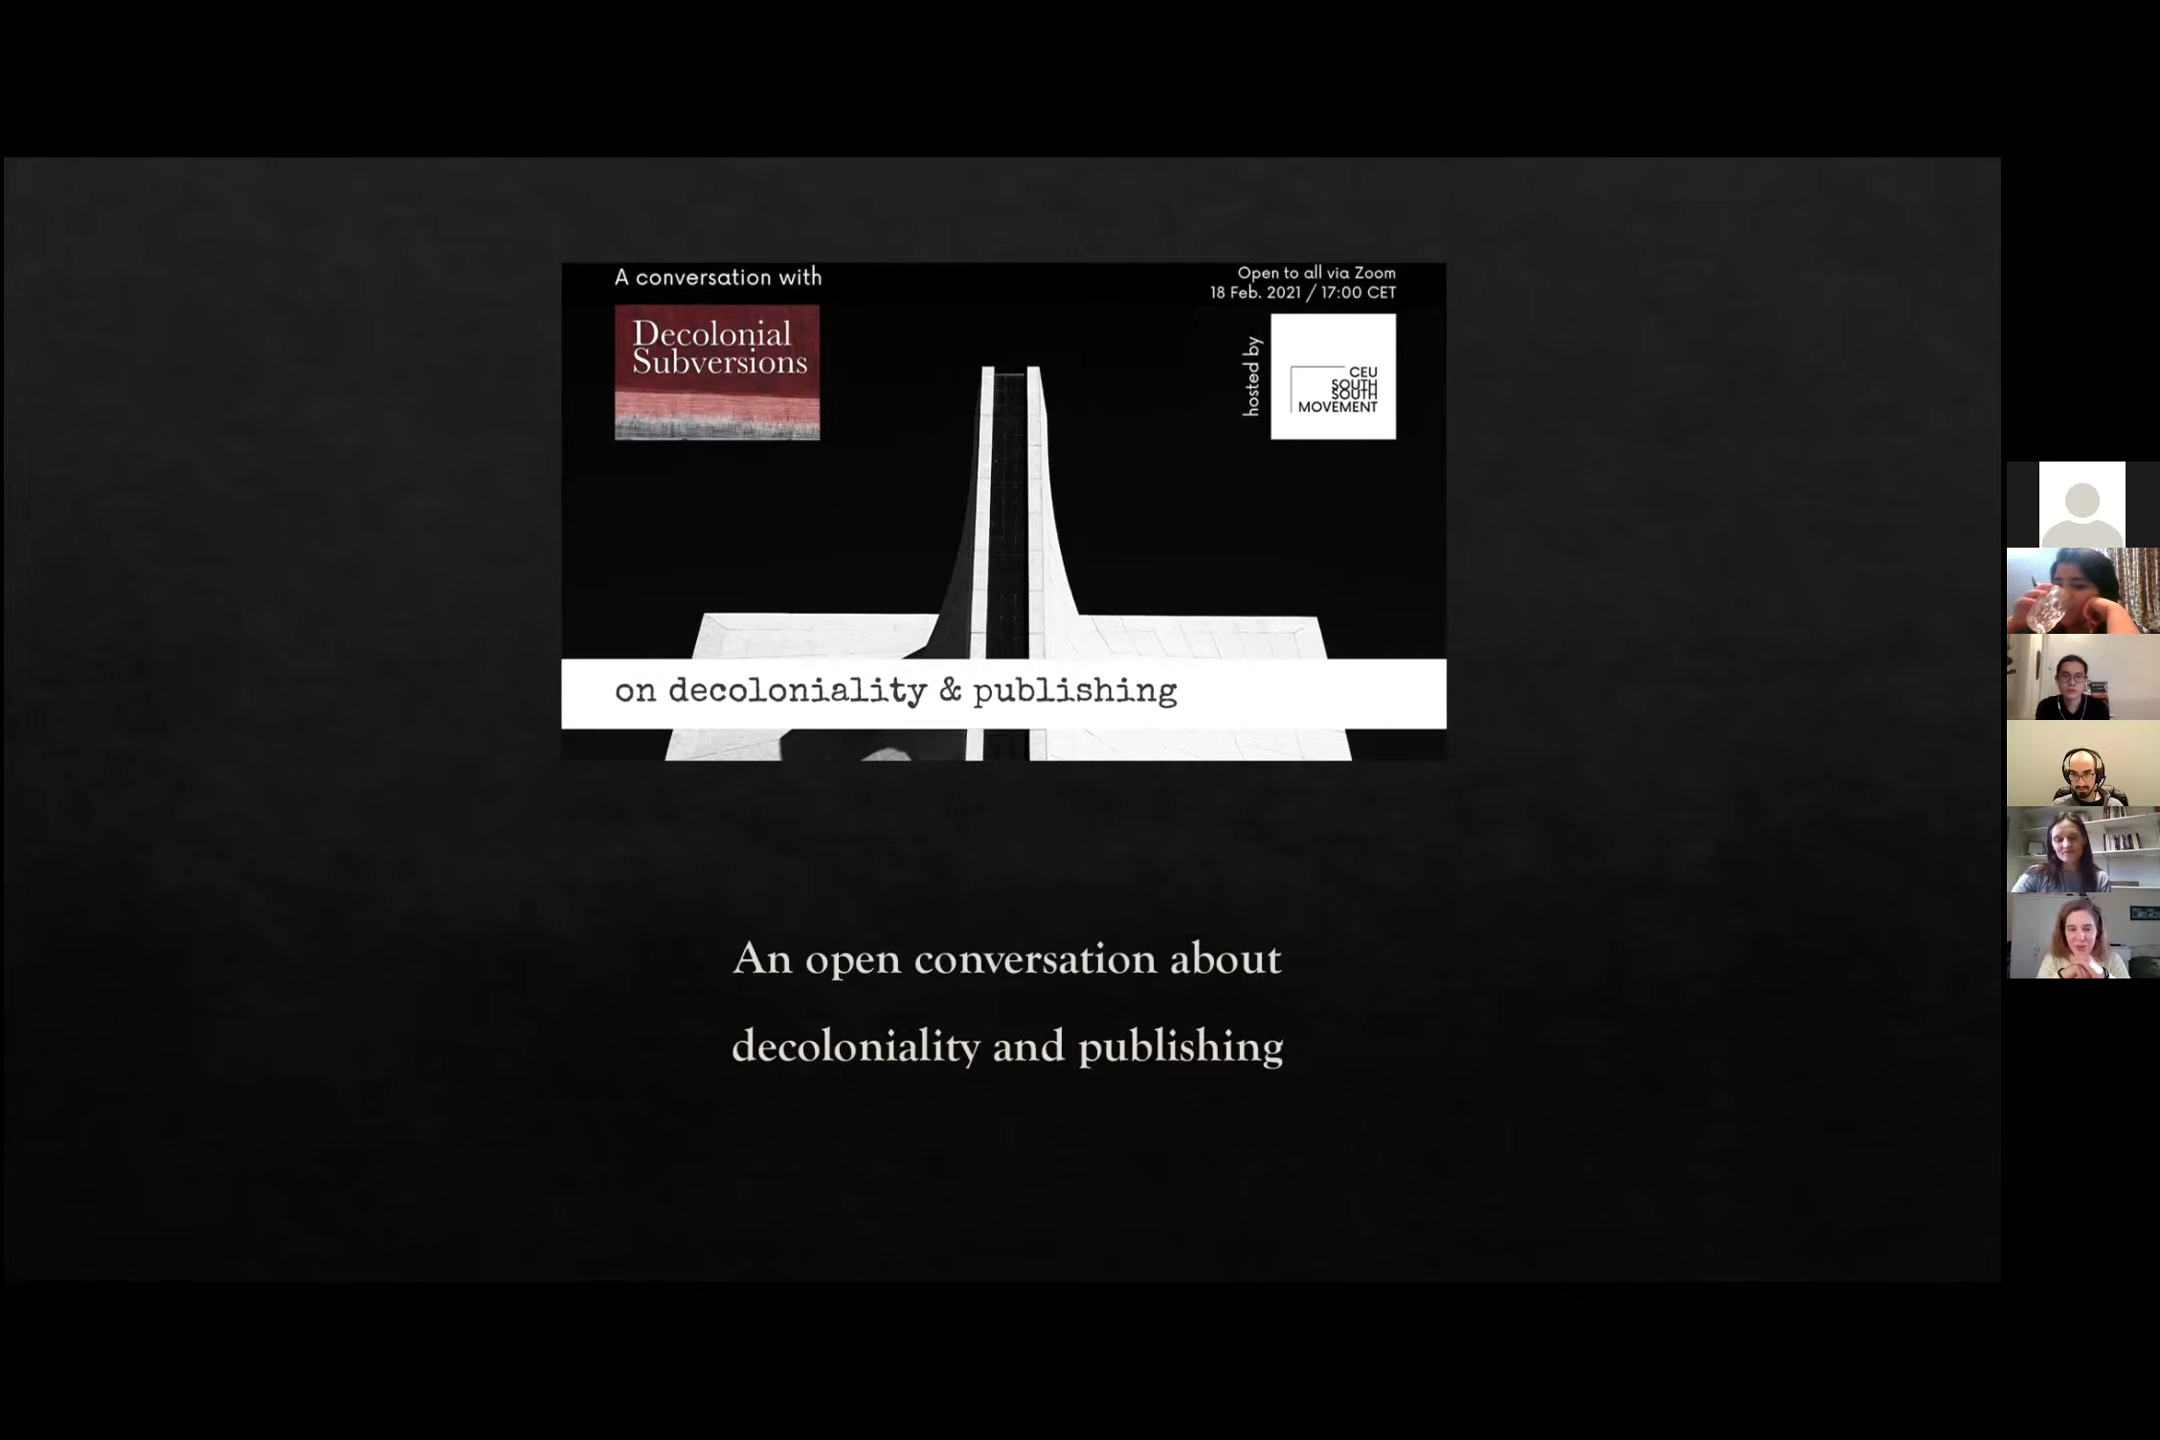 A conversation with
Decolonial
Subversions
Open to all via Zoom
18 Feb. 2021 / 17:00 CET
hosted by
CEU
SOUTH
SOUTH
MOVEMENT
on decoloniality & publishing
An open conversation about
decoloniality and publishing